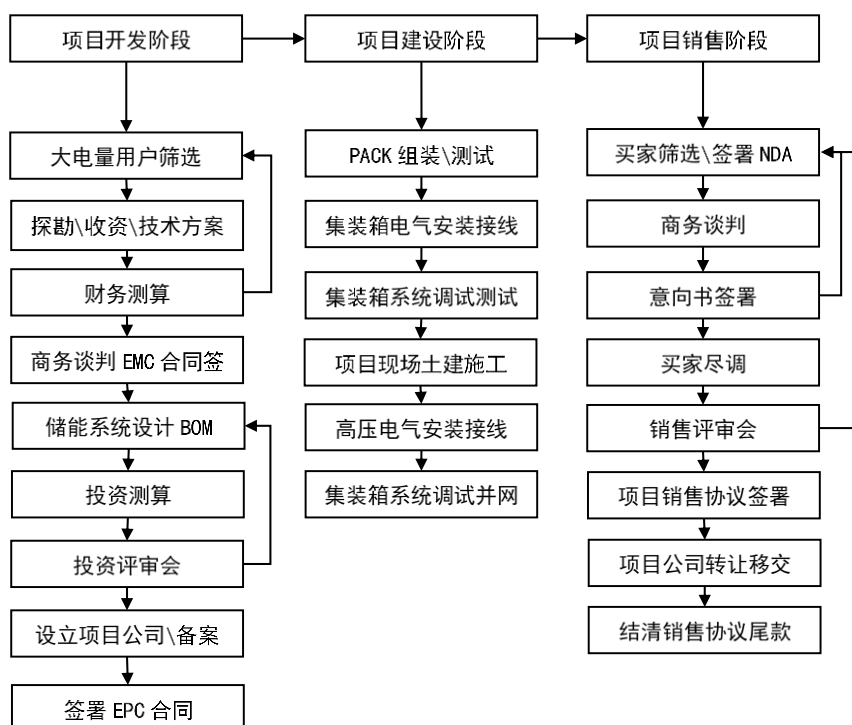 项目开发阶段
项目建设阶段
项目销售阶段
大电量用户筛选
探勘\收资\技术方案
财务测算
商务谈判 EMC 合同签
储能系统设计 BOM
投资测算
投资评审会
设立项目公司\备案
签署 EPC 合同
PACK 组装\测试
集装箱电气安装接线
集装箱系统调试测试
项目现场土建施工
高压电气安装接线
集装箱系统调试并网
买家筛选\签署 NDA
商务谈判
意向书签署
买家尽调
销售评审会
项目销售协议签署
项目公司转让移交
结清销售协议尾款